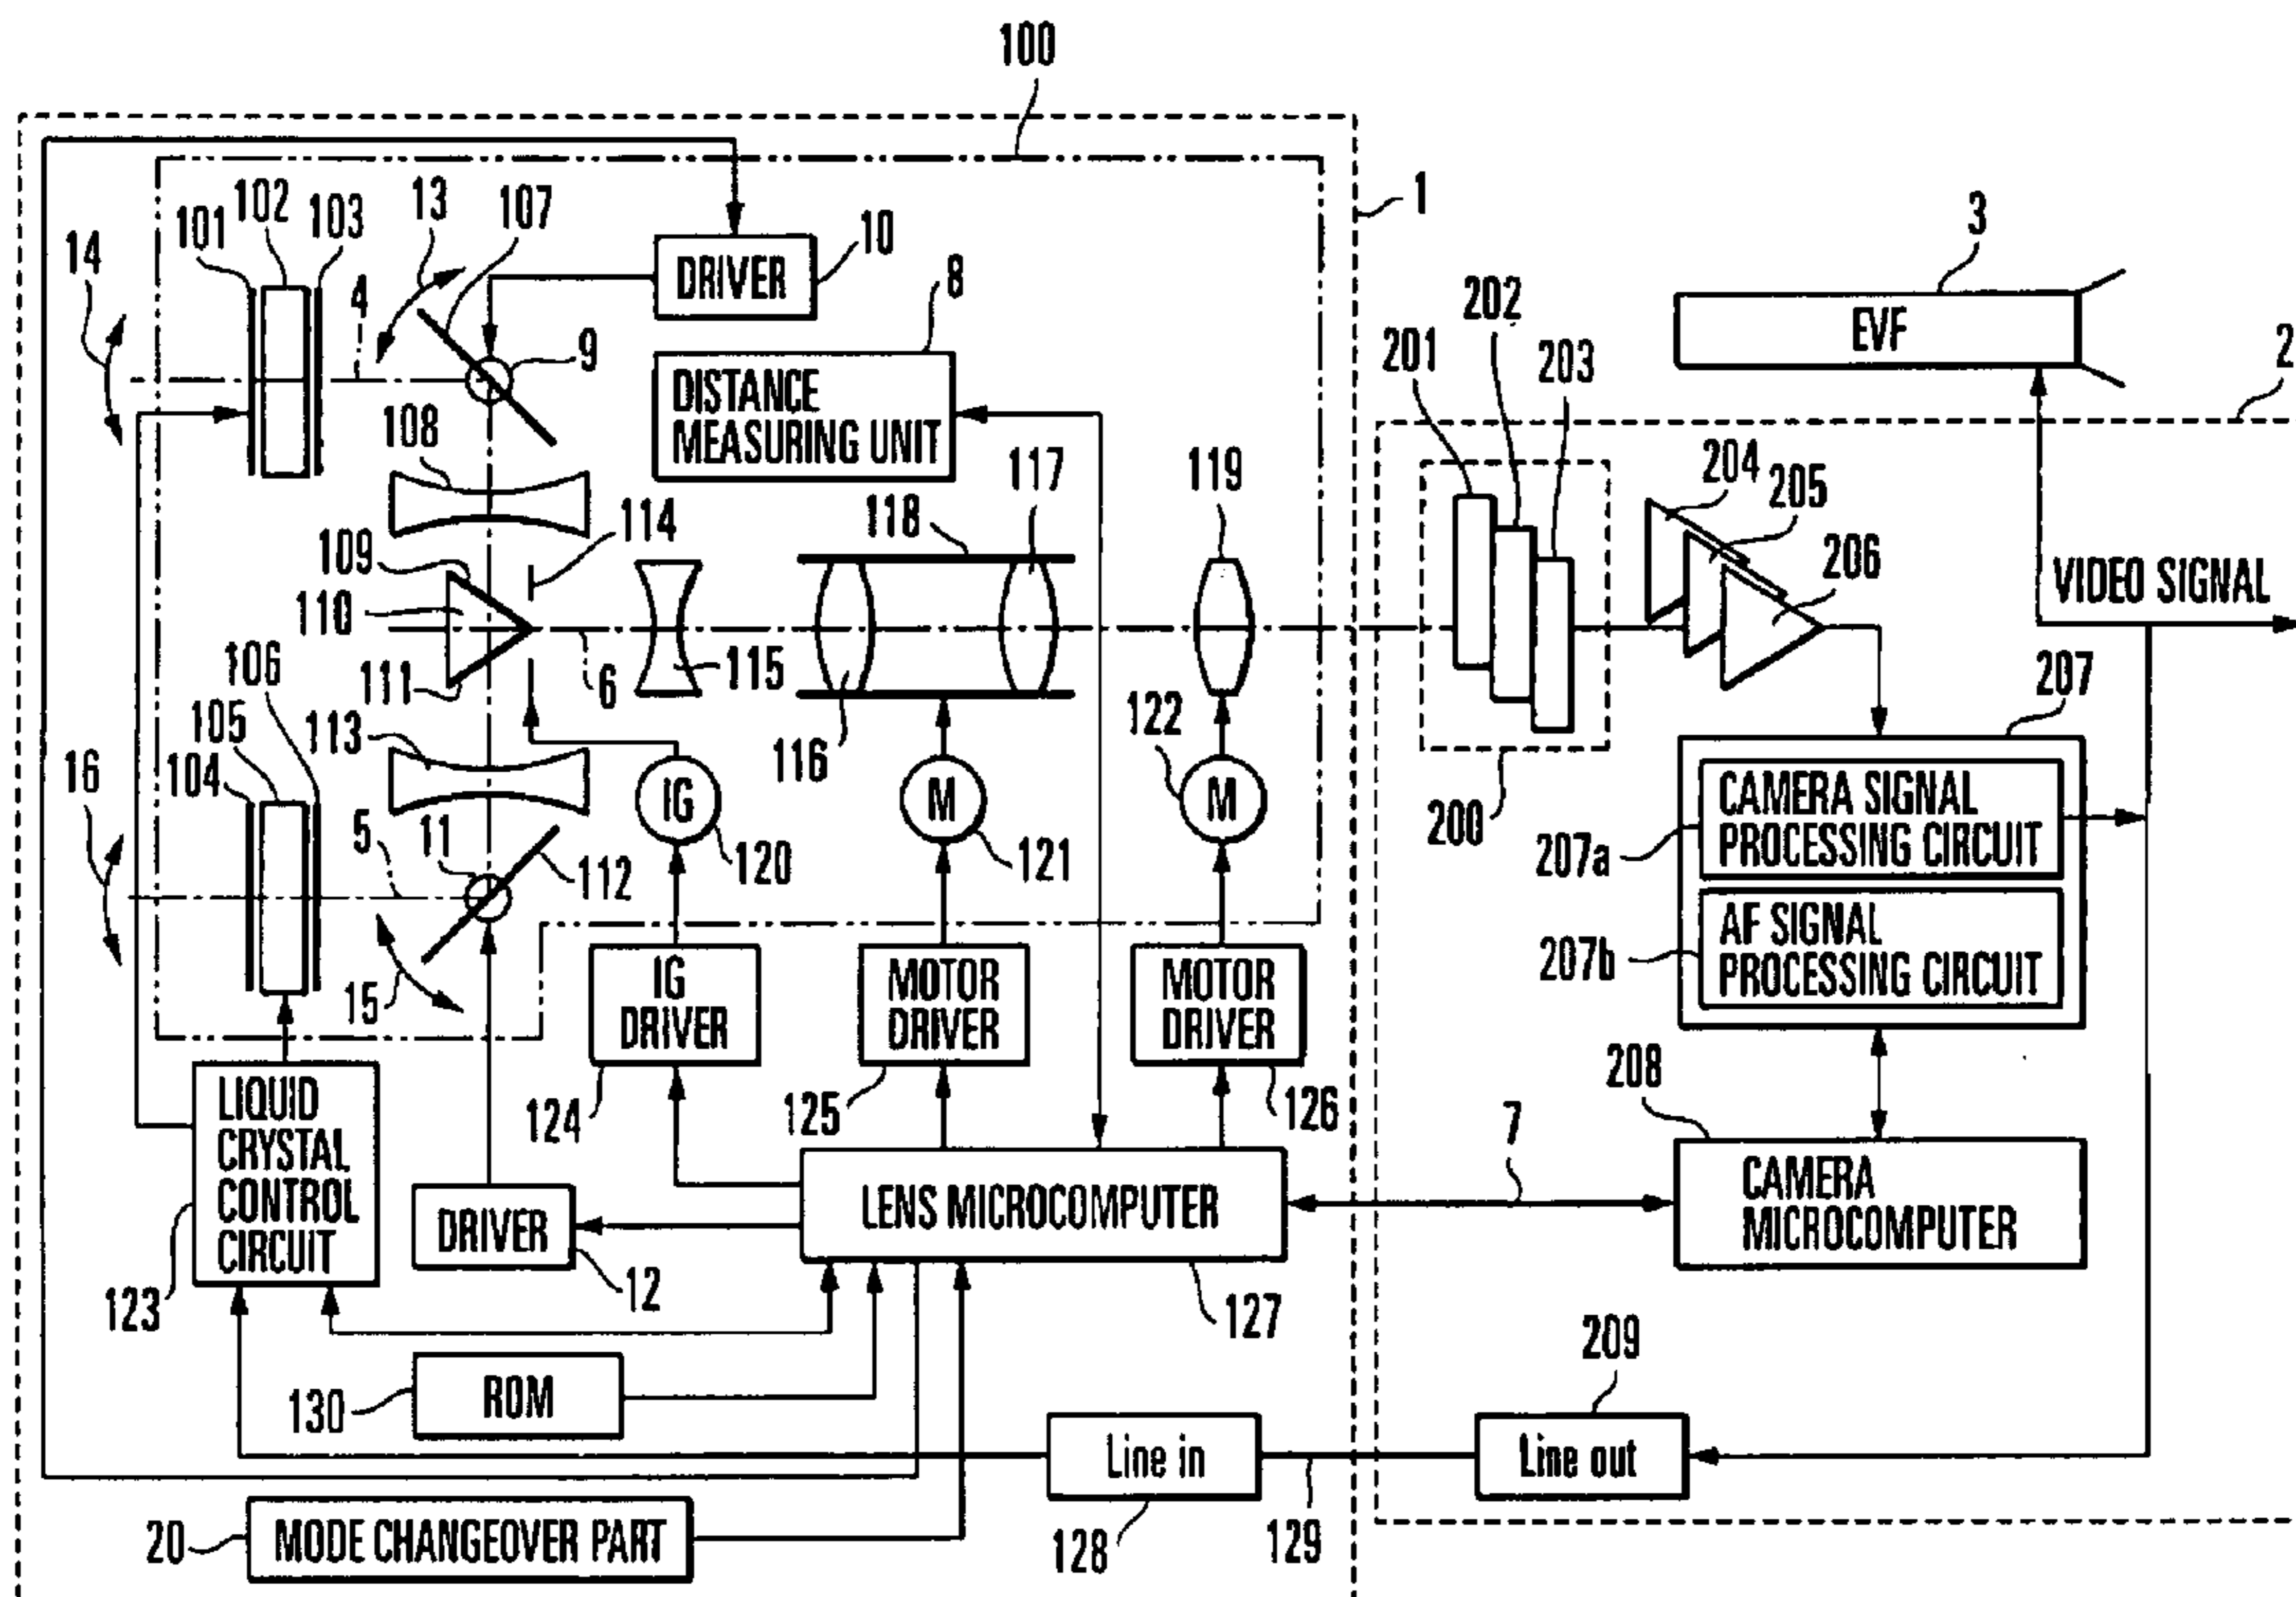 100
1
14
101
102
103
4
13
107
DRIVER
10
9
DISTANCE
MEASURING UNIT
8
108
109
110
111
114
6
115
118
116
117
119
113
106
105
104
16
5
11
112
15
IG
120
M
121
M
122
IG
DRIVER
124
MOTOR
DRIVER
125
MOTOR
DRIVER
126
LIQUID
CRYSTAL
CONTROL
CIRCUIT
123
DRIVER
12
LENS MICROCOMPUTER
127
ROM
130
MODE CHANGEOVER PART
20
Line in
128
129
7
201
202
203
200
204
205
206
EVF
3
2
VIDEO SIGNAL
207
CAMERA SIGNAL
PROCESSING CIRCUIT
207a
AF SIGNAL
PROCESSING CIRCUIT
207b
208
CAMERA
MICROCOMPUTER
209
Line out